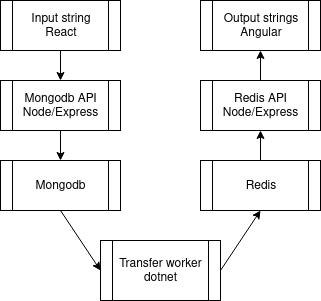 Input string
React
Output strings
Angular
Mongodb API
Node/Express
Redis API
Node/Express
Mongodb
Redis
Transfer worker
dotnet